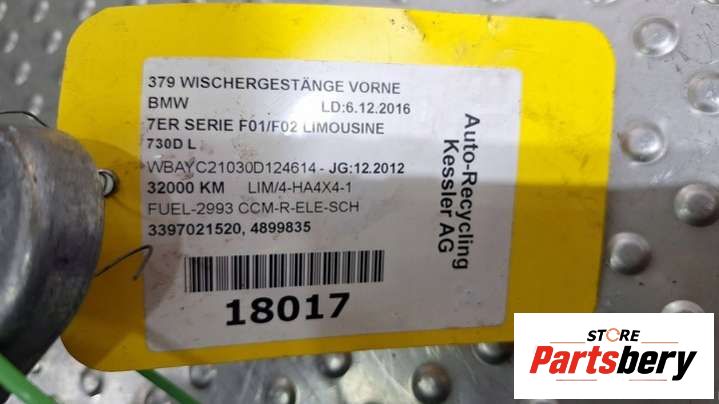 379 WISCHERGESTÄNGE VORNE
BMW LD:6.12.2016
7ER SERIE F01/F02 LIMOUSINE
730D L
WBAYC21030D124614 - JG:12.2012
32000 KM LIM/4-HA4X4-1
FUEL-2993 CCM-R-ELE-SCH
3397021520, 4899835
18017
Auto-Recycling
Kessler AG
STORE
Partsbery